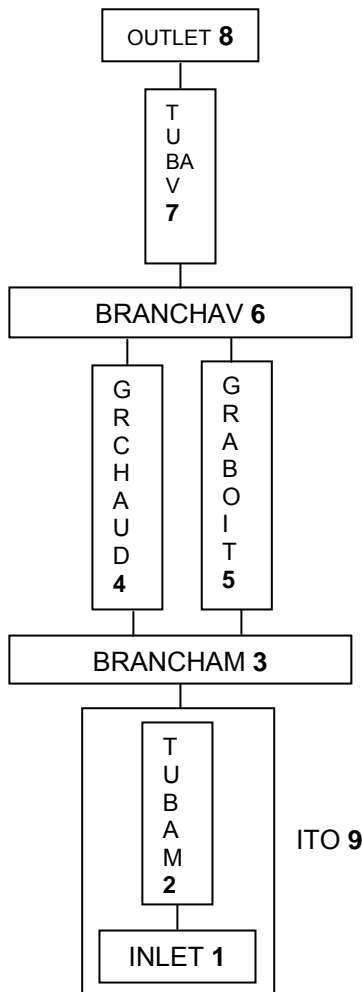 OUTLET 8
T
U
BA
V
7
BRANCHAV 6
G
R
C
H
A
U
D
4
G
R
A
B
O
I
T
5
BRANCHAM 3
T
U
B
A
M
2
ITO 9
INLET 1